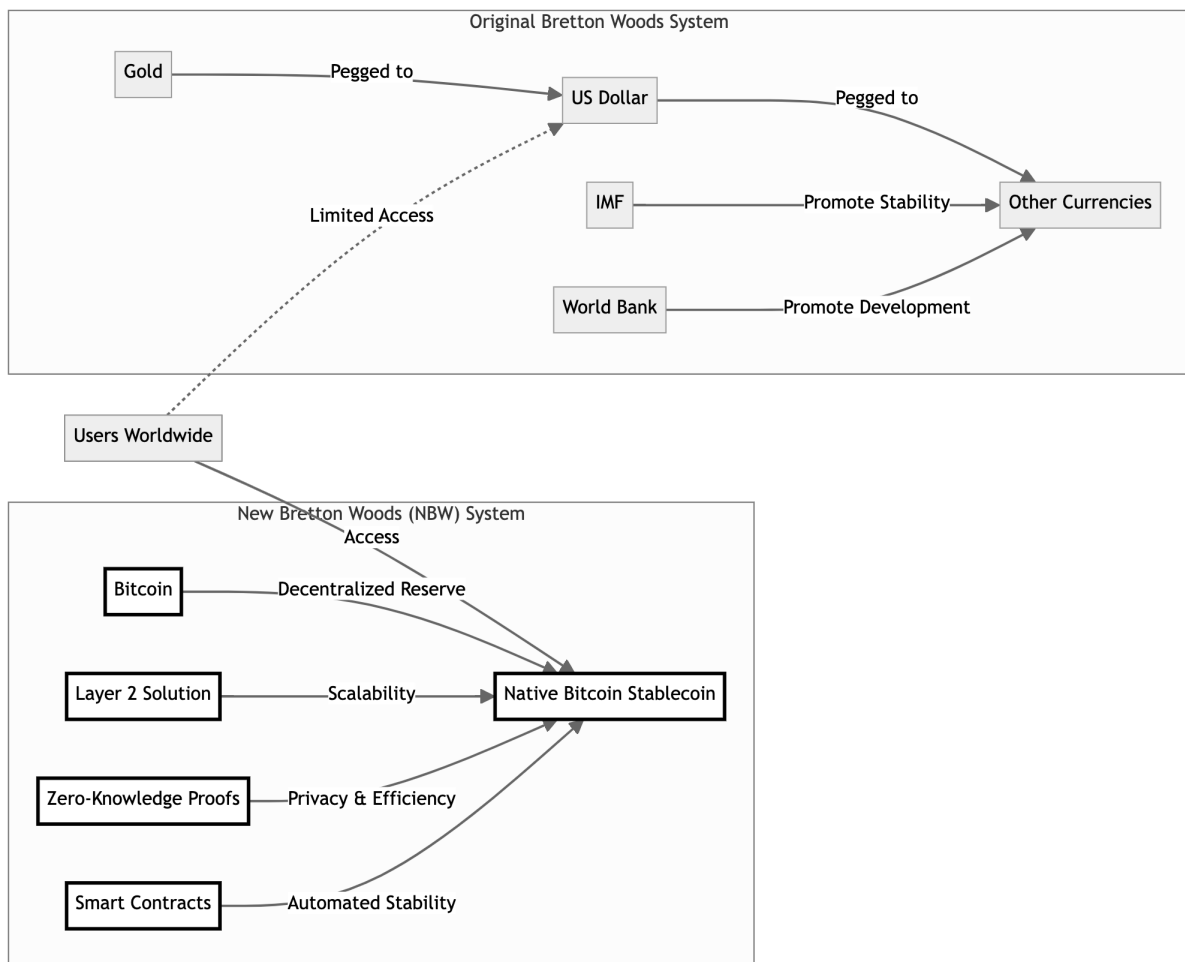 Original Bretton Woods System
Gold
Pegged to
US Dollar
Pegged to
Limited Access
IMF
Promote Stability
Other Currencies
World Bank
Promote Development
Users Worldwide
New Bretton Woods (NBW) System
Access
Bitcoin
Decentralized Reserve
Layer 2 Solution
Scalability
Native Bitcoin Stablecoin
Zero-Knowledge Proofs
Privacy & Efficiency
Smart Contracts
Automated Stability